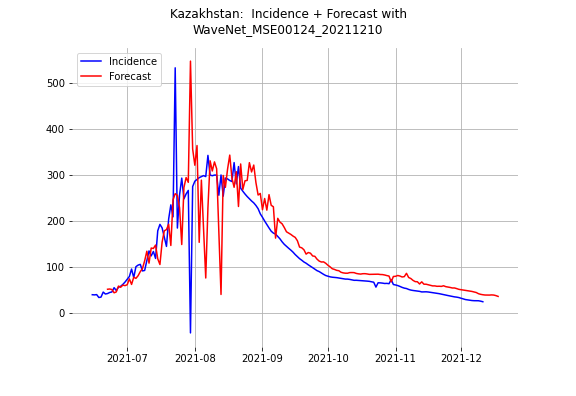 Kazakhstan:  Incidence + Forecast with
WaveNet_MSE00124_20211210
Incidence
Forecast
500
400
300
200
100
0
2021-07 2021-08 2021-09 2021-10 2021-11 2021-12